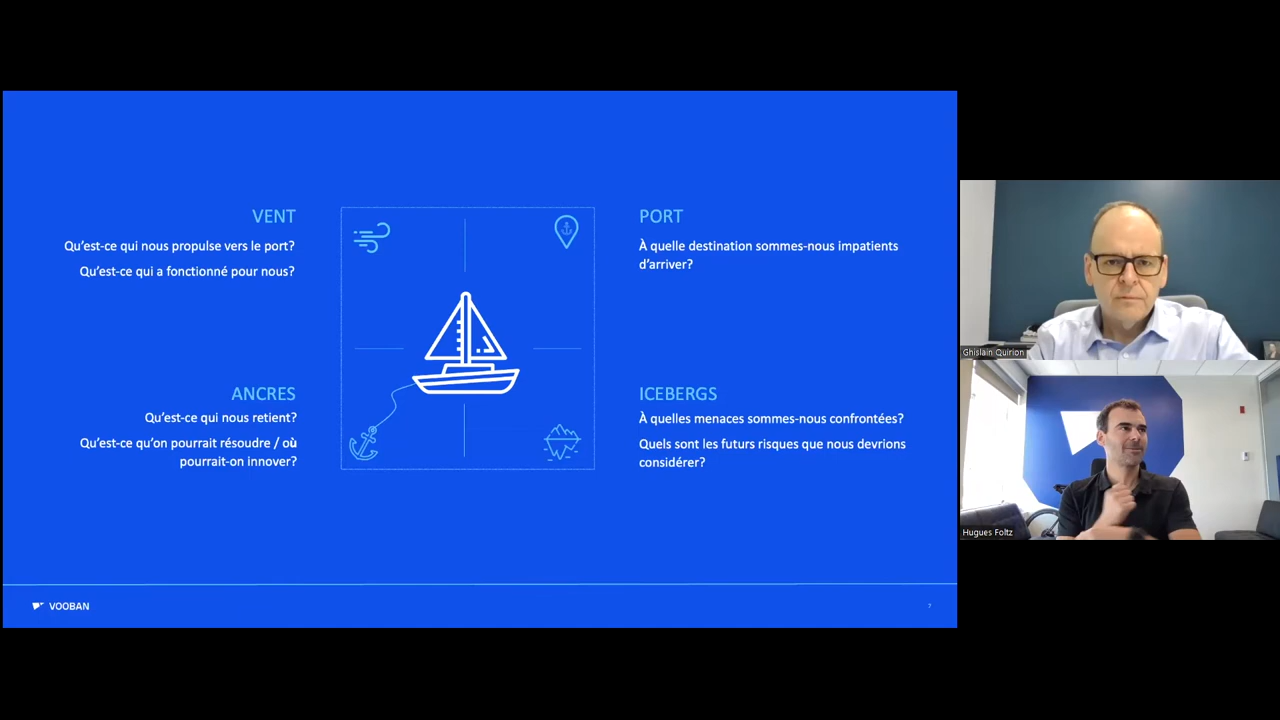 VENT
Qu'est-ce qui nous propulse vers le port?
Qu'est-ce qui a fonctionné pour nous?
PORT
À quelle destination sommes-nous impatients
d'arriver?
ANCRES
Qu'est-ce qui nous retient?
Qu'est-ce qu'on pourrait résoudre / où
pourrait-on innover?
ICEBERGS
À quelles menaces sommes-nous confrontées?
Quels sont les futurs risques que nous devrions
considérer?
VOOBAN
7
Ghislain Quirion
Hugues Foltz